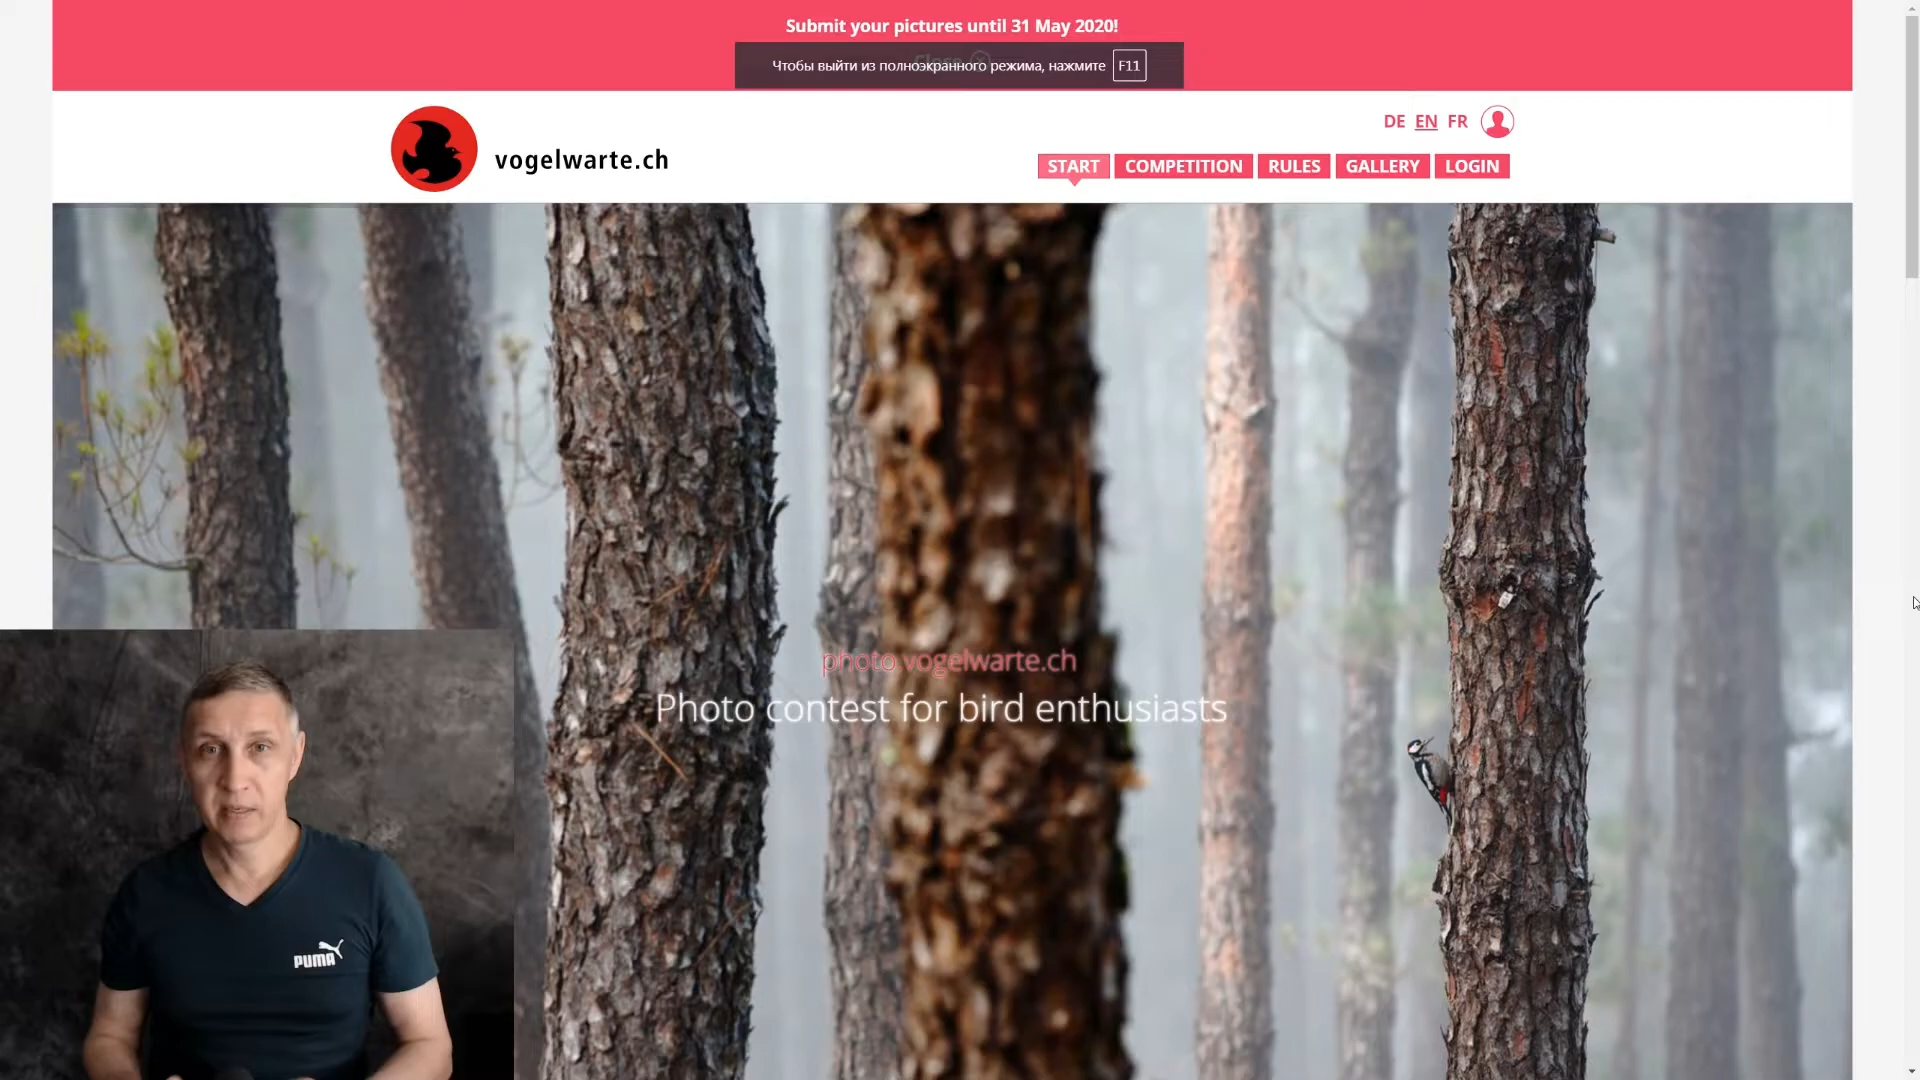 Submit your pictures until 31 May 2020!
Чтобы выйти из полноэкранного режима, нажмите F11
DE EN FR
vogelwarte.ch
START COMPETITION RULES GALLERY LOGIN
photo.vogelwarte.ch
Photo contest for bird enthusiasts
PUMA